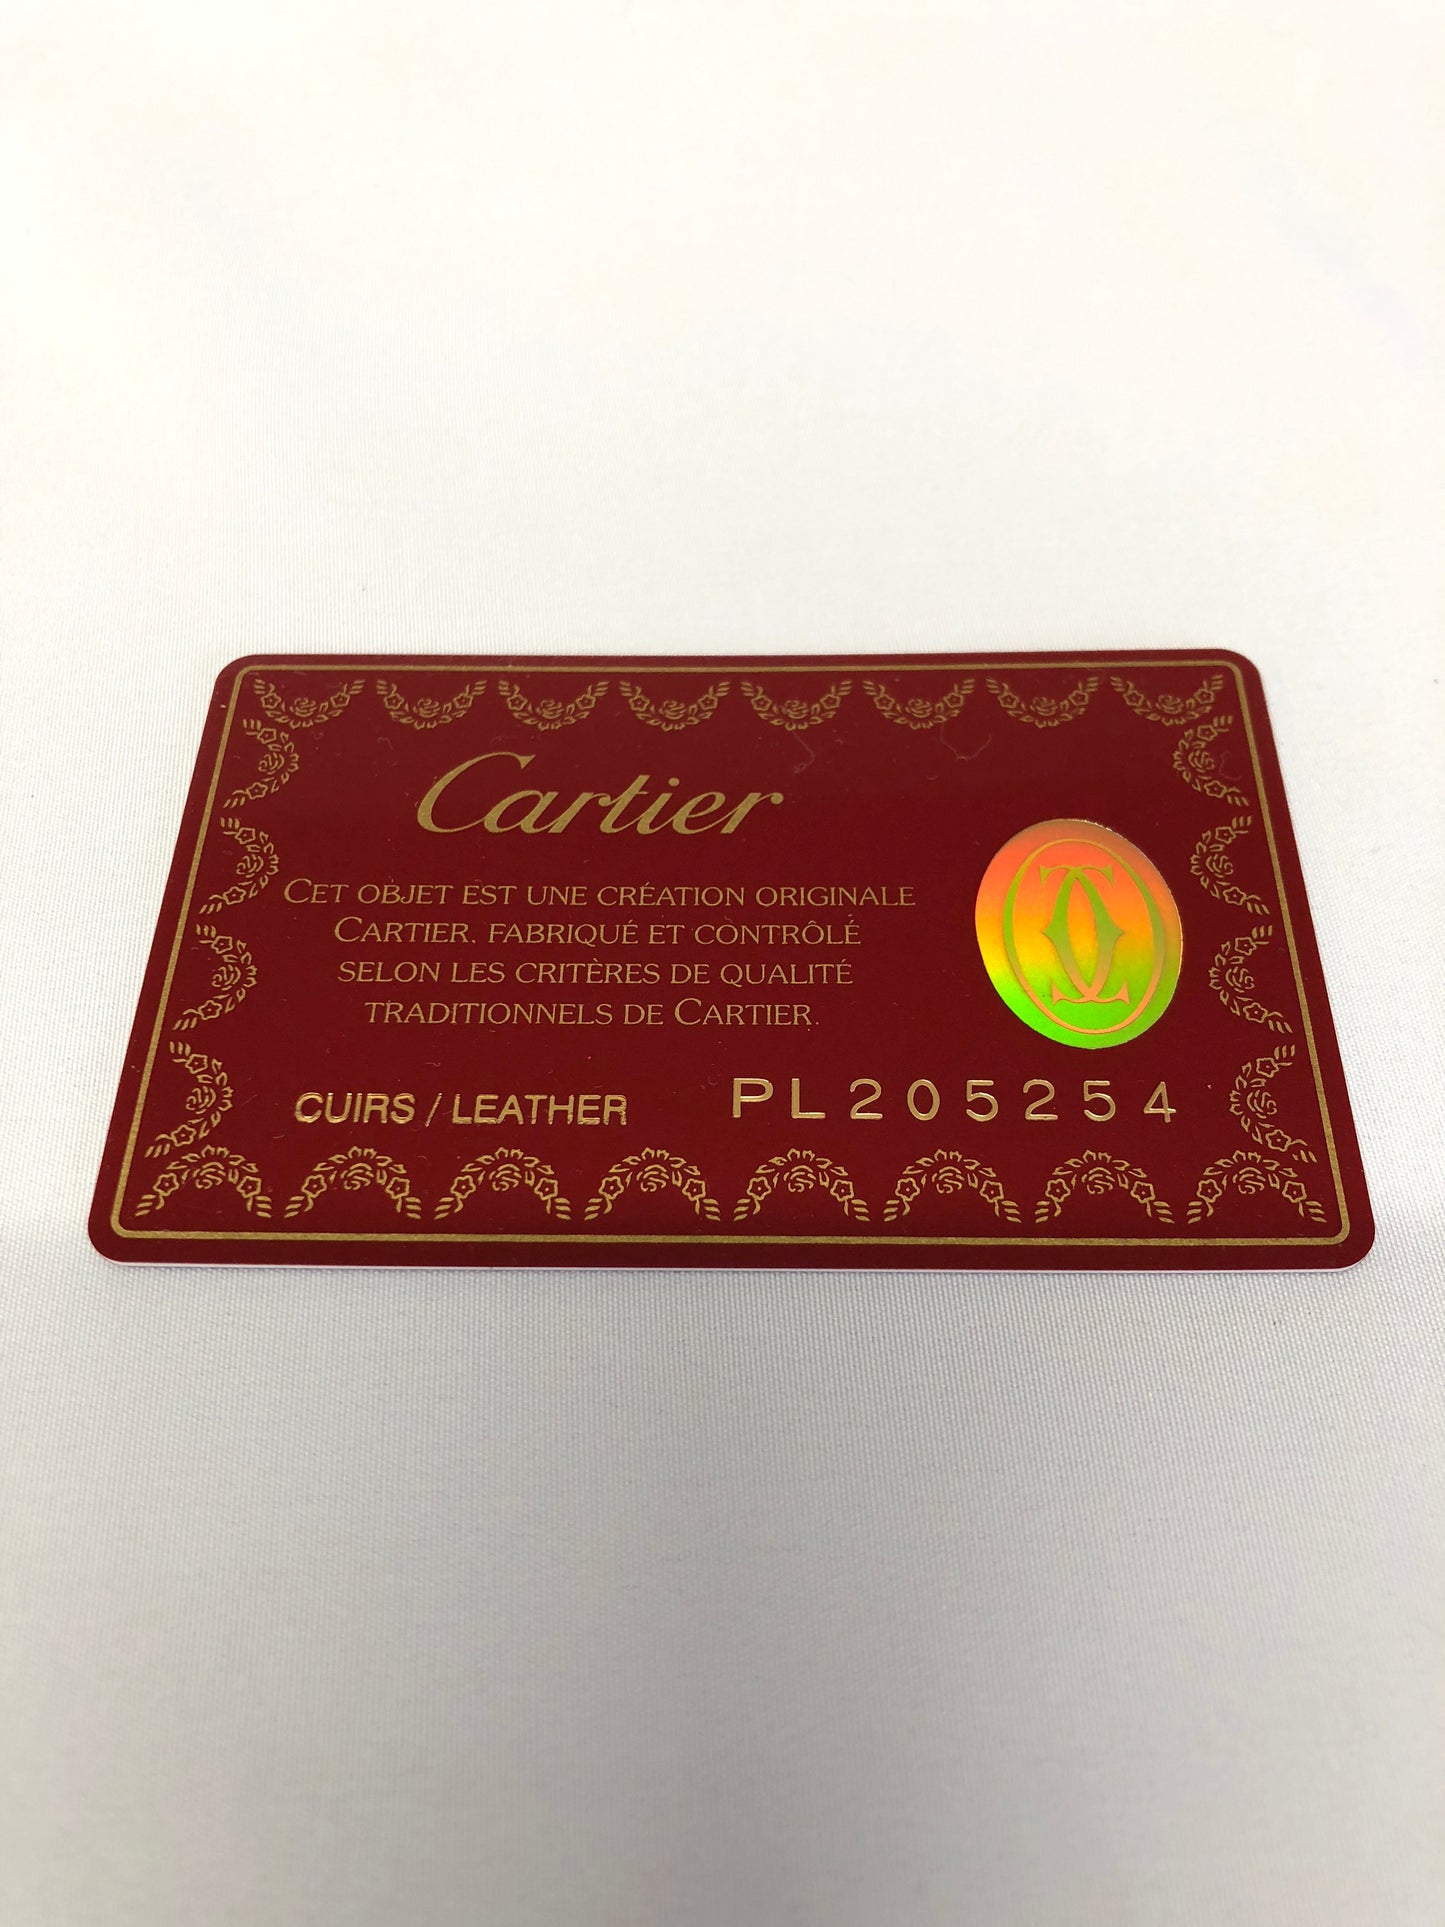 Cartier
CET OBJET EST UNE CRÉATION ORIGINALE
CARTIER. FABRIQUÉ ET CONTRÔLÉ
SELON LES CRITÈRES DE QUALITÉ
TRADITIONNELS DE CARTIER.
CUIRS / LEATHER PL205254